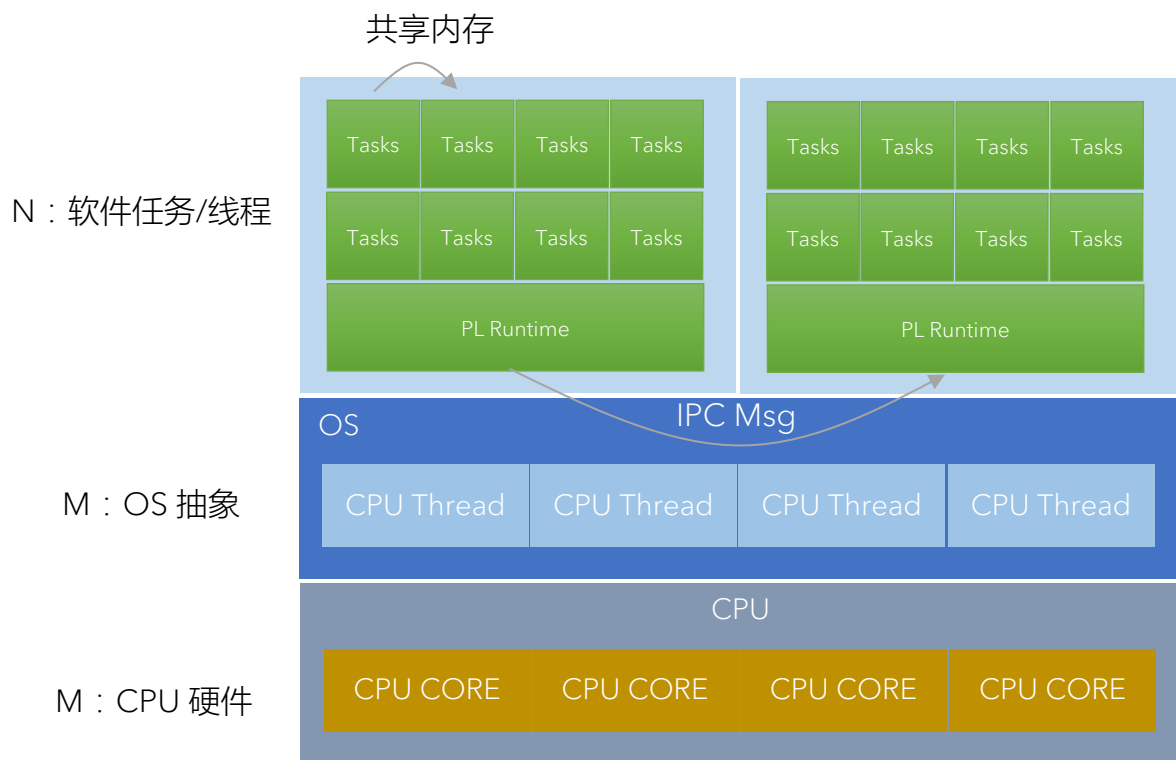 共享内存
Tasks Tasks Tasks Tasks Tasks Tasks Tasks Tasks
N：软件任务/线程
Tasks Tasks Tasks Tasks Tasks Tasks Tasks Tasks
PL Runtime PL Runtime
IPC Msg
OS
M：OS 抽象
CPU Thread CPU Thread CPU Thread CPU Thread
CPU
M：CPU 硬件
CPU CORE CPU CORE CPU CORE CPU CORE